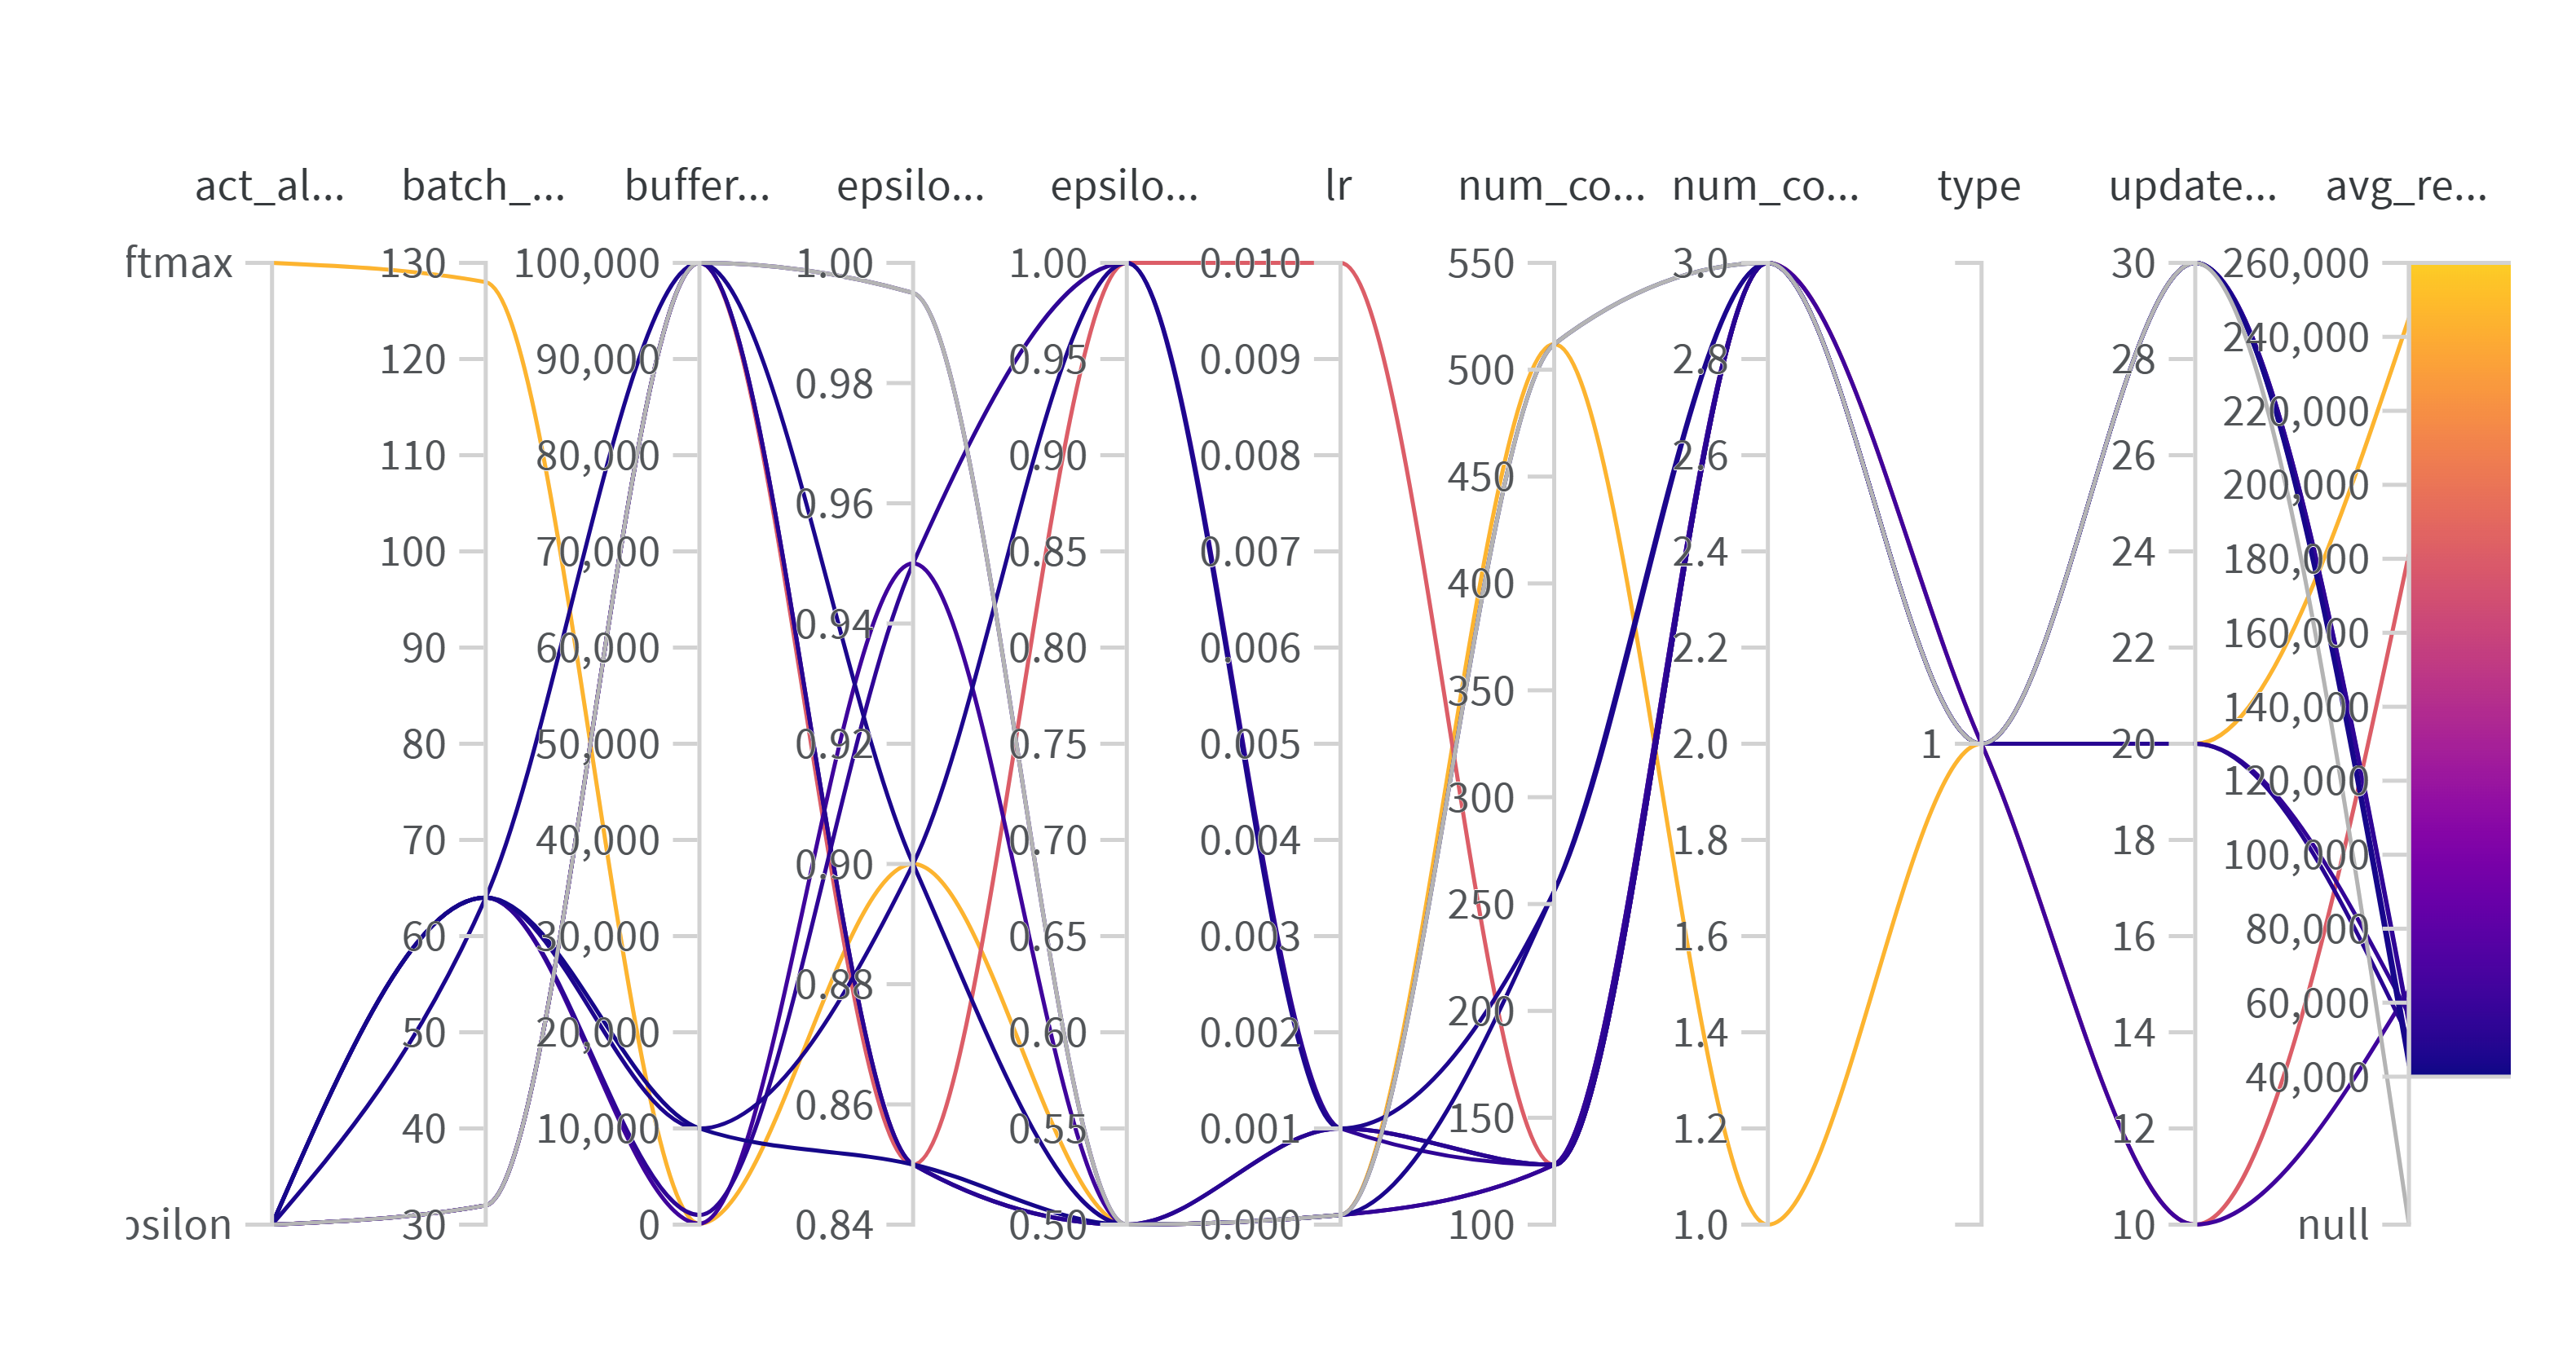 act_al... batch_... buffer... epsilo... epsilo... lr num_co... num_co... type update... avg_re...
ftmax 130 100,000 1.00 1.00 0.010 550 3.0 30 260,000
240,000
120 90,000 0.98 0.95 0.009 500 2.8 28
220,000
110 80,000 0.96 0.90 0.008 450 2.6 26 200,000
100 70,000 0.85 0.007 400 2.4 24 180,000
90 60,000 0.94 0.80 0.006 350 2.2 22 160,000
140,000
80 50,000 0.92 0.75 0.005 300 2.0 1 20 120,000
70 40,000 0.90 0.70 0.004 250 1.8 18 100,000
60 30,000 0.88 0.65 0.003 1.6 16 80,000
50 20,000 0.60 0.002 200 1.4 14 60,000
40 10,000 0.86 0.55 0.001 150 1.2 12 40,000
psilon 30 0 0.84 0.50 0.000 100 1.0 10 null